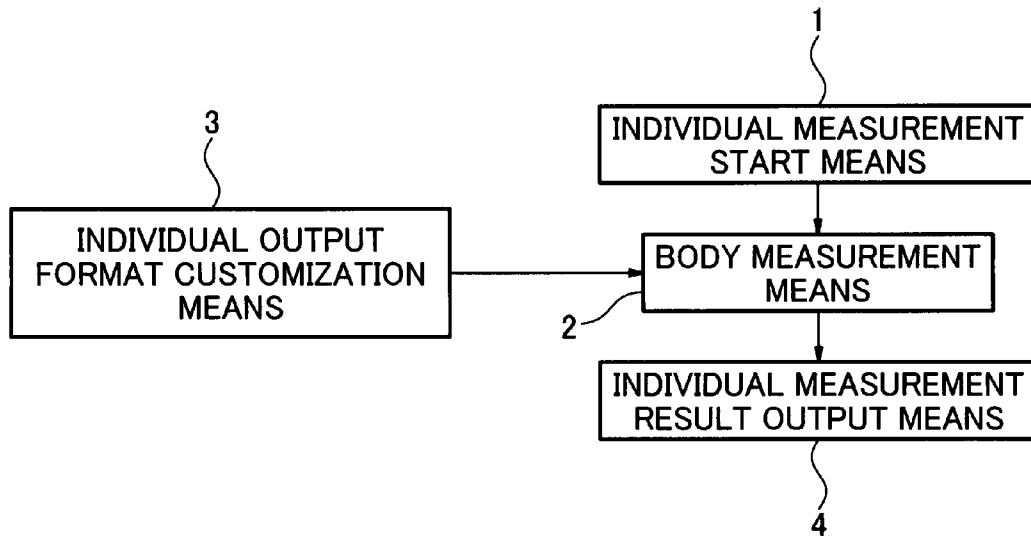 1
INDIVIDUAL MEASUREMENT
START MEANS
3
INDIVIDUAL OUTPUT
FORMAT CUSTOMIZATION
MEANS
BODY MEASUREMENT
MEANS
2
INDIVIDUAL MEASUREMENT
RESULT OUTPUT MEANS
4